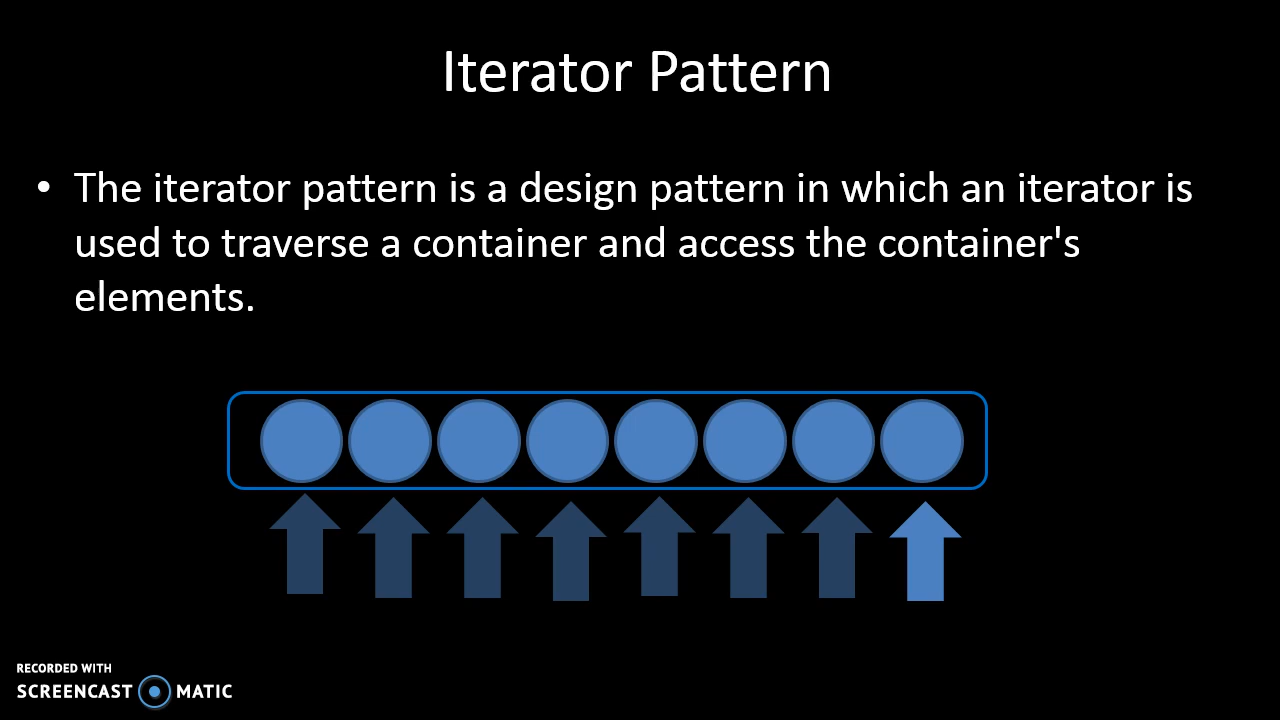 Iterator Pattern
• The iterator pattern is a design pattern in which an iterator is
used to traverse a container and access the container's
elements.
RECORDED WITH
SCREENCAST MATIC